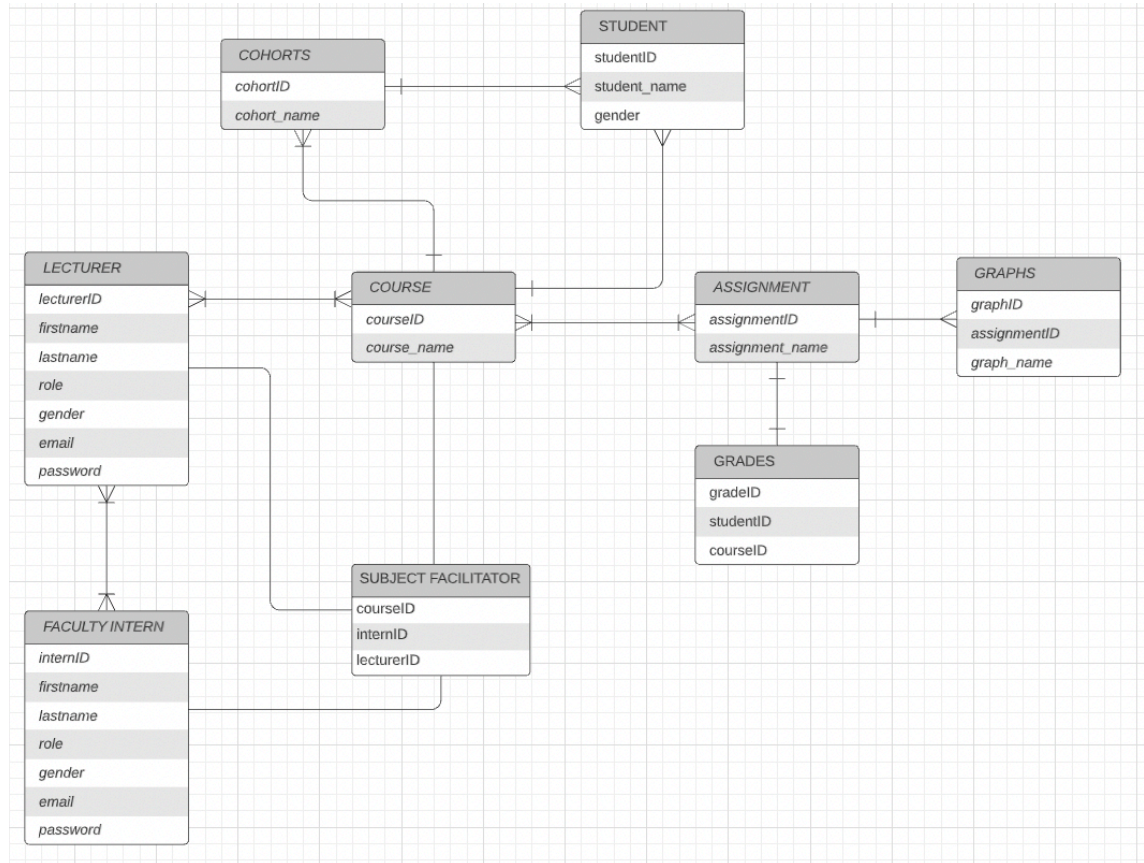 COHORTS
cohortID
cohort_name
STUDENT
studentID
student_name
gender
LECTURER
lecturerID
firstname
lastname
role
gender
email
password
COURSE
courseID
course_name
ASSIGNMENT
assignmentID
assignment_name
GRAPHS
graphID
assignmentID
graph_name
GRADES
gradeID
studentID
courseID
SUBJECT FACILITATOR
courseID
internID
lecturerID
FACULTY INTERN
internID
firstname
lastname
role
gender
email
password